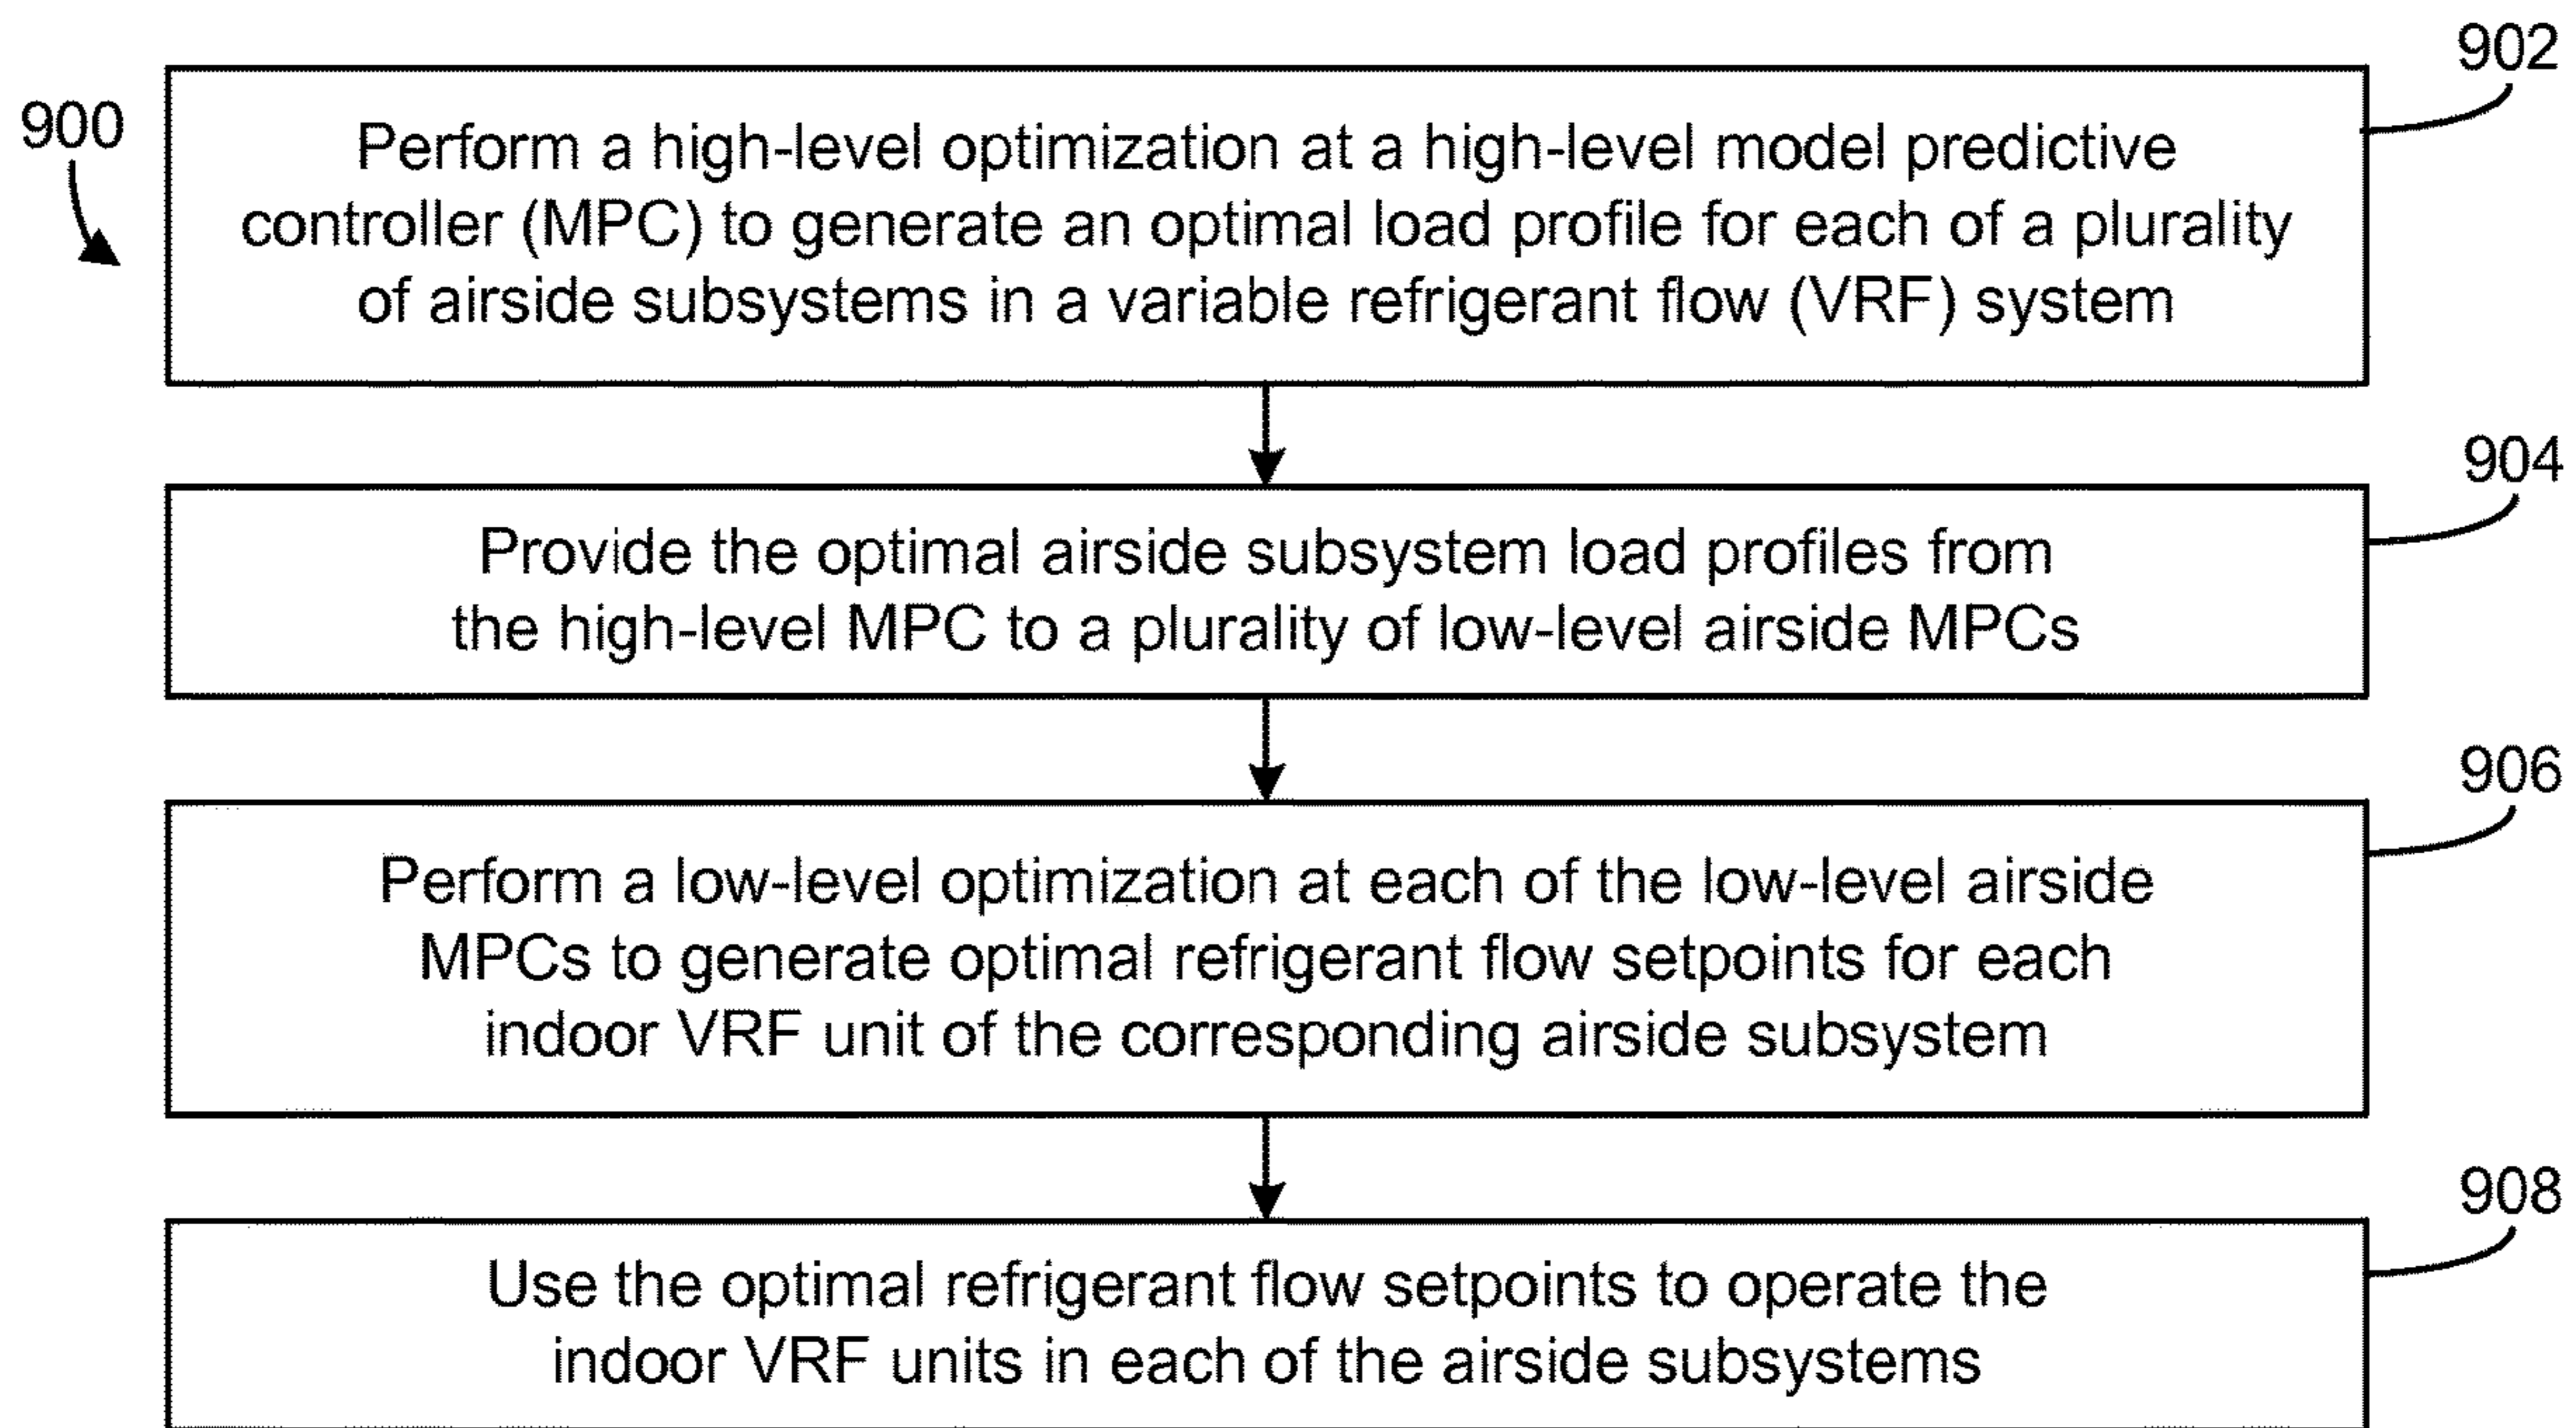 900
902
Perform a high-level optimization at a high-level model predictive
controller (MPC) to generate an optimal load profile for each of a plurality
of airside subsystems in a variable refrigerant flow (VRF) system
904
Provide the optimal airside subsystem load profiles from
the high-level MPC to a plurality of low-level airside MPCs
906
Perform a low-level optimization at each of the low-level airside
MPCs to generate optimal refrigerant flow setpoints for each
indoor VRF unit of the corresponding airside subsystem
908
Use the optimal refrigerant flow setpoints to operate the
indoor VRF units in each of the airside subsystems